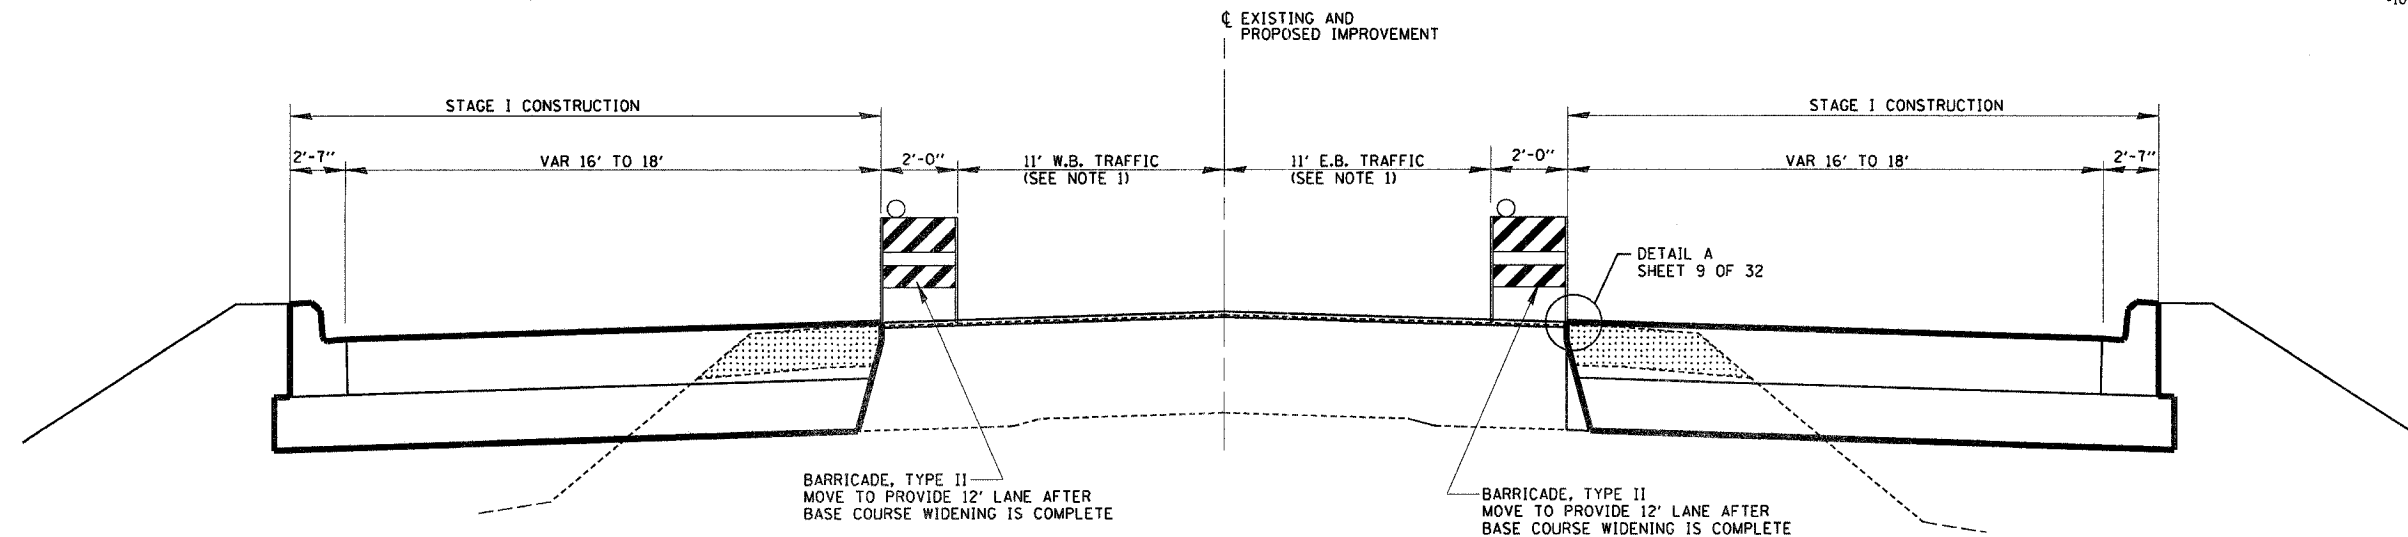 ℄ EXISTING AND
PROPOSED IMPROVEMENT
STAGE I CONSTRUCTION
STAGE I CONSTRUCTION
2'-7"
VAR 16' TO 18'
2'-0"
11' W.B. TRAFFIC
(SEE NOTE 1)
11' E.B. TRAFFIC
(SEE NOTE 1)
2'-0"
VAR 16' TO 18'
2'-7"
DETAIL A
SHEET 9 OF 32
BARRICADE, TYPE II
MOVE TO PROVIDE 12' LANE AFTER
BASE COURSE WIDENING IS COMPLETE
BARRICADE, TYPE II
MOVE TO PROVIDE 12' LANE AFTER
BASE COURSE WIDENING IS COMPLETE